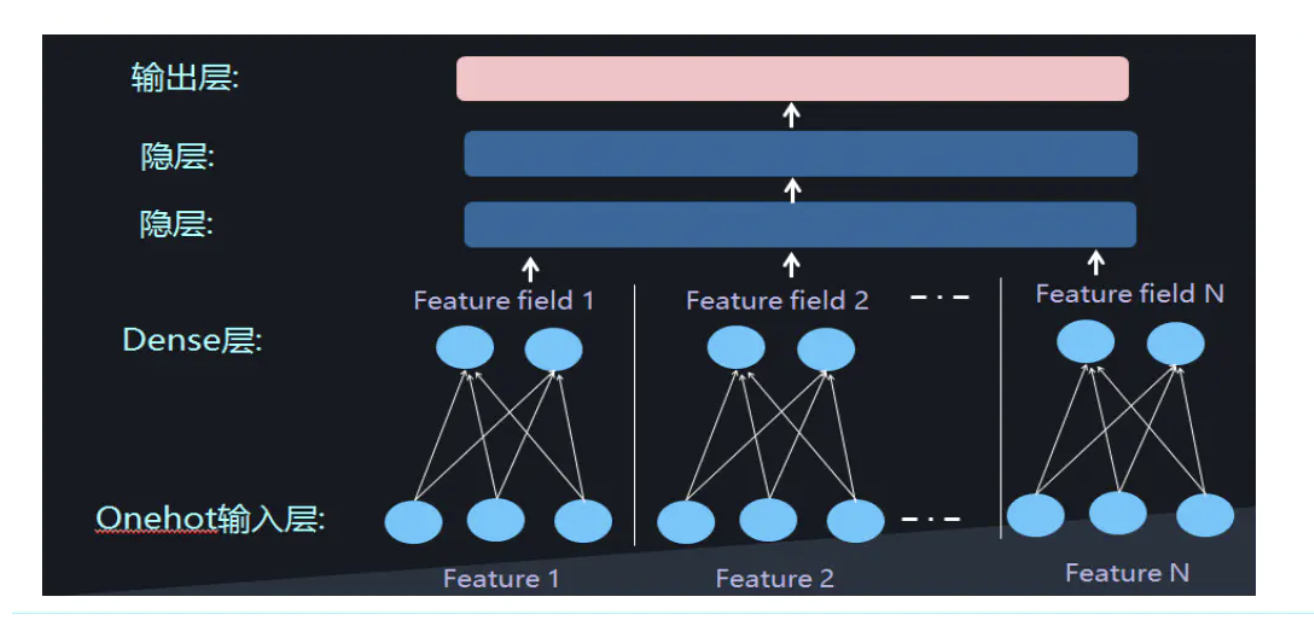 输出层:
隐层:
隐层:
Feature field 1 Feature field 2 Feature field N
Dense层:
Onehot输入层:
Feature 1 Feature 2 Feature N